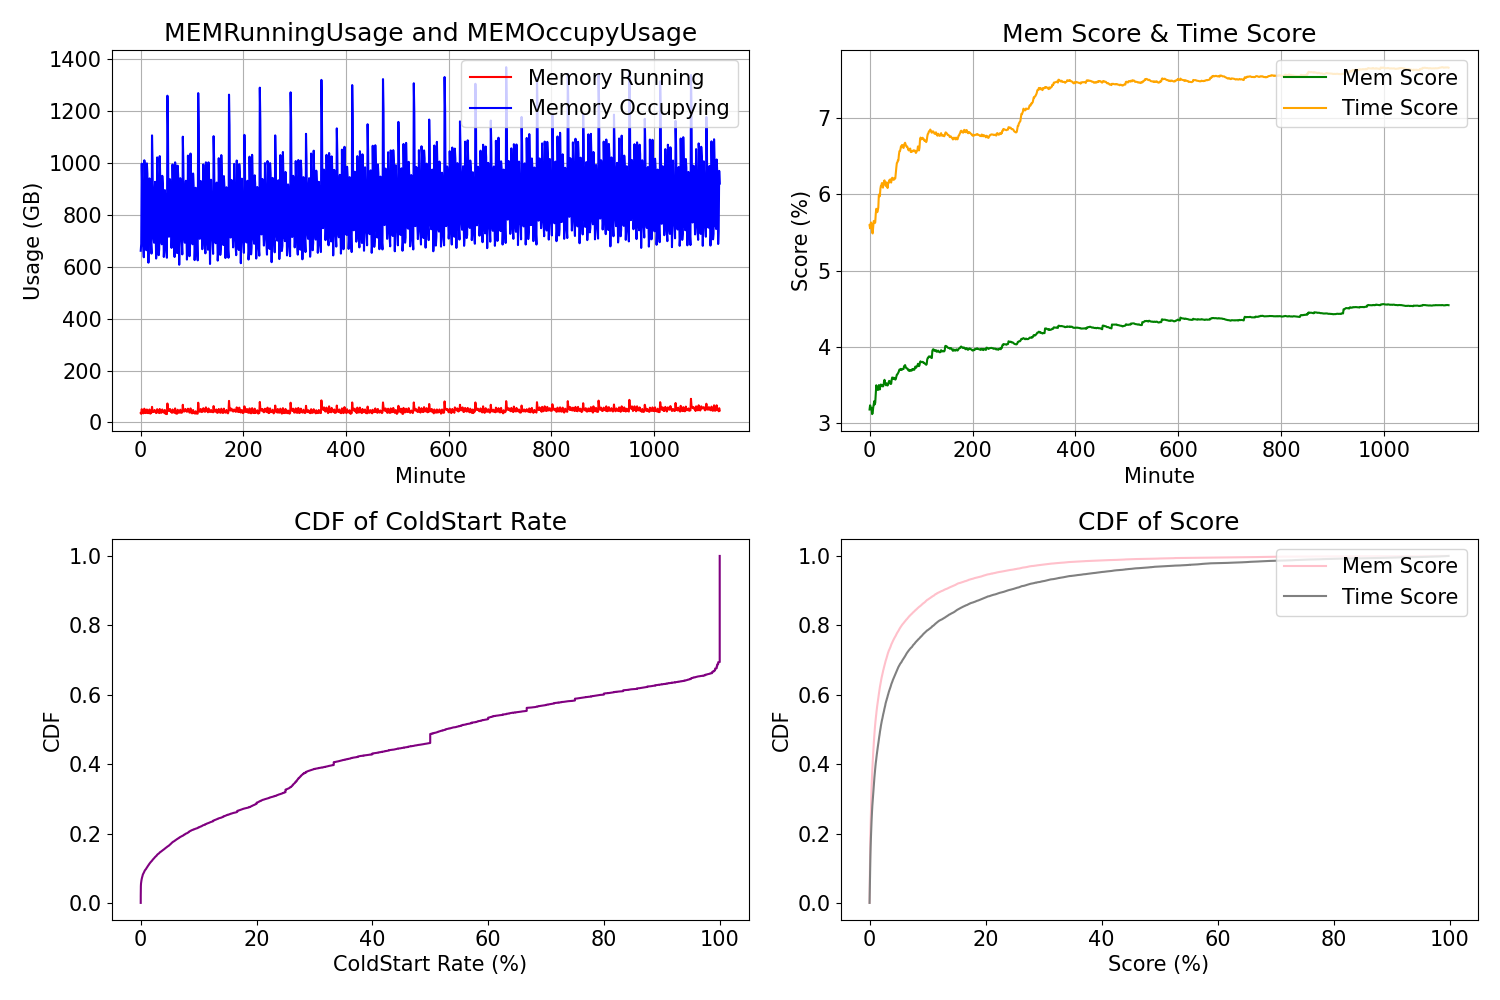 MEMRunningUsage and MEMOccupyUsage
Usage (GB)
1400
1200
1000
800
600
400
200
0
Memory Running
Memory Occupying
0 200 400 600 800 1000
Minute
Mem Score & Time Score
Score (%)
7
6
5
4
3
Mem Score
Time Score
0 200 400 600 800 1000
Minute
CDF of ColdStart Rate
CDF
1.0
0.8
0.6
0.4
0.2
0.0
0 20 40 60 80 100
ColdStart Rate (%)
CDF of Score
CDF
1.0
0.8
0.6
0.4
0.2
0.0
Mem Score
Time Score
0 20 40 60 80 100
Score (%)